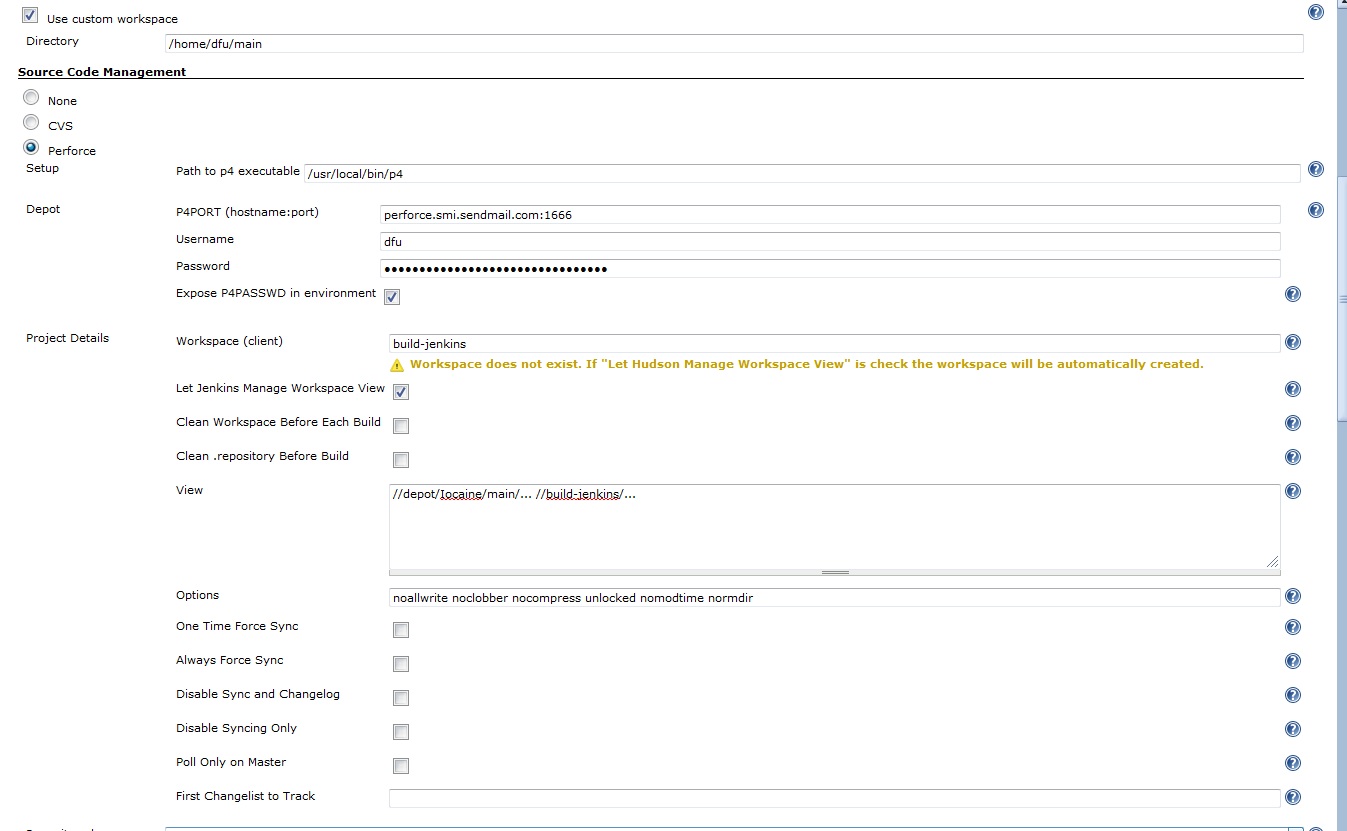 Use custom workspace
Directory /home/dfu/main
Source Code Management
None
CVS
Perforce
Setup Path to p4 executable /usr/local/bin/p4
Depot P4PORT (hostname:port) perforce.smi.sendmail.com:1666
Username dfu
Password ••••••••••••••••••••••••••••••••
Expose P4PASSWD in environment
Project Details Workspace (client) build-jenkins
Workspace does not exist. If "Let Hudson Manage Workspace View" is check the workspace will be automatically created.
Let Jenkins Manage Workspace View
Clean Workspace Before Each Build
Clean .repository Before Build
View //depot/Iocaine/main/... //build-jenkins/...
Options noallwrite noclobber nocompress unlocked nomodtime normdir
One Time Force Sync
Always Force Sync
Disable Sync and Changelog
Disable Syncing Only
Poll Only on Master
First Changelist to Track